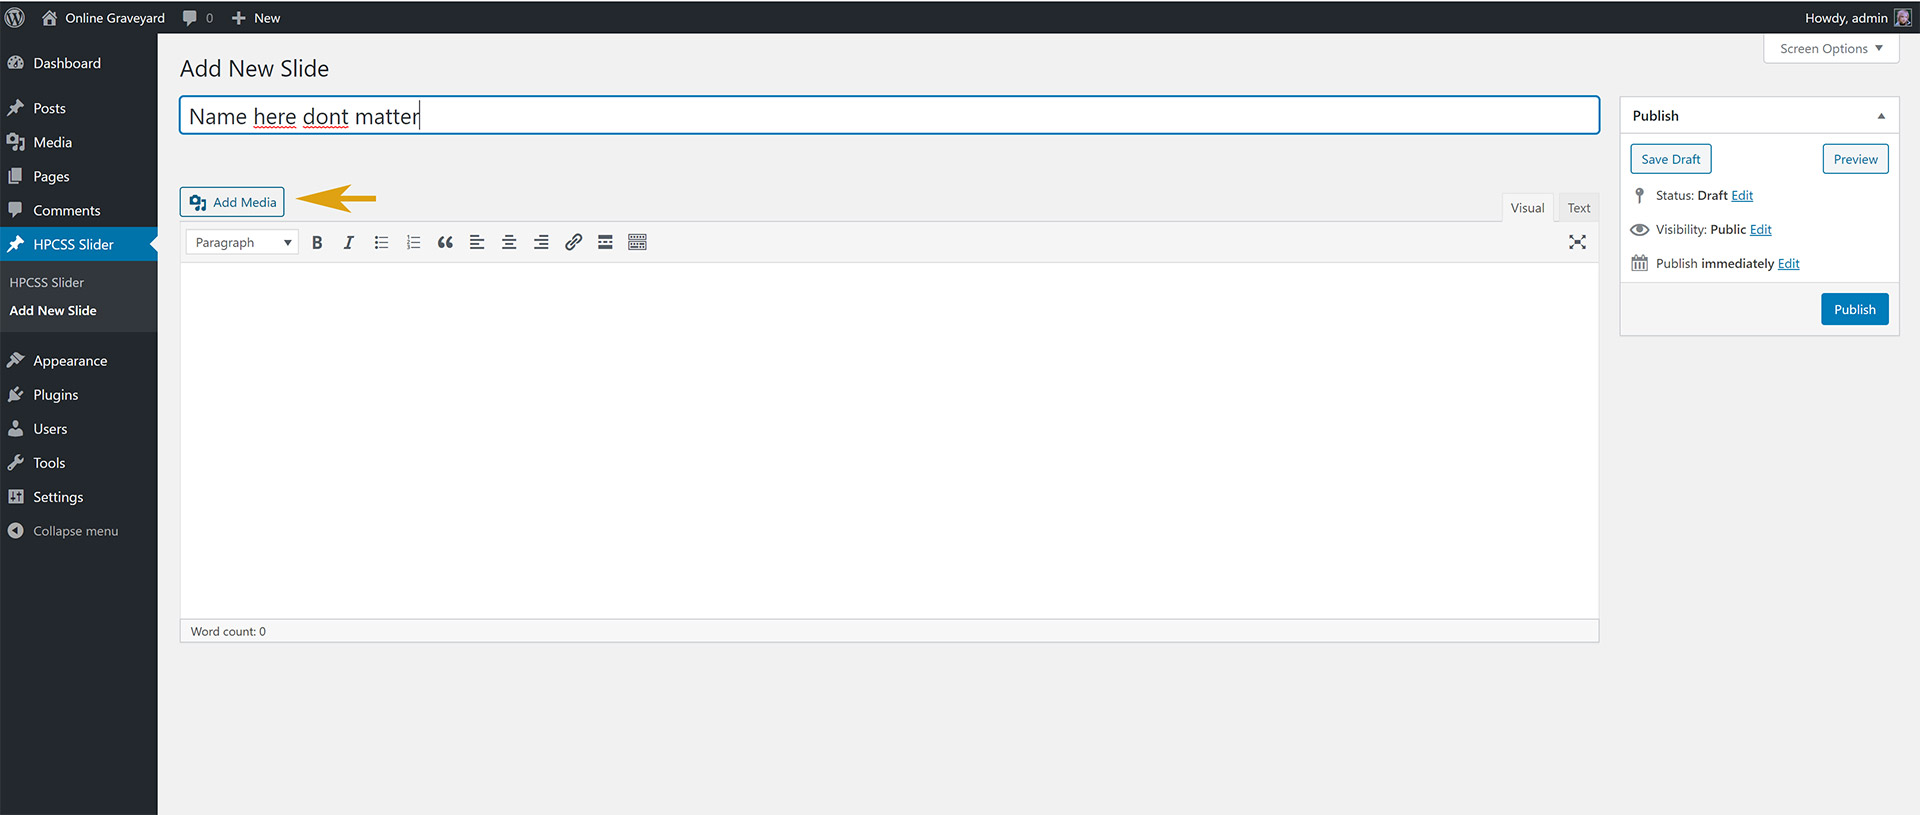 Online Graveyard 0 New Howdy, admin
Screen Options
Dashboard
Posts
Media
Pages
Comments
HPCSS Slider
HPCSS Slider
Add New Slide
Appearance
Plugins
Users
Tools
Settings
Collapse menu
Add New Slide
Name here dont matter
Add Media
Visual Text
Paragraph
Word count: 0
Publish
Save Draft Preview
Status: Draft Edit
Visibility: Public Edit
Publish immediately Edit
Publish